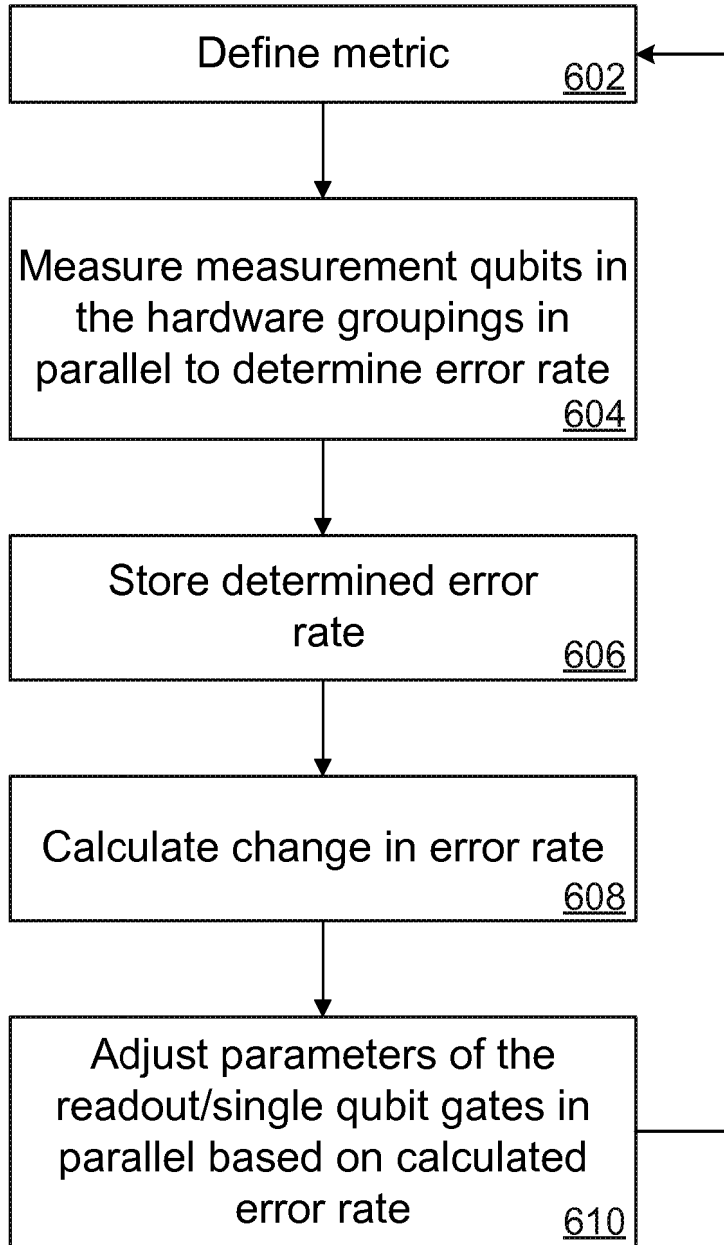 Define metric
602
Measure measurement qubits in
the hardware groupings in
parallel to determine error rate
604
Store determined error
rate
606
Calculate change in error rate
608
Adjust parameters of the
readout/single qubit gates in
parallel based on calculated
error rate
610